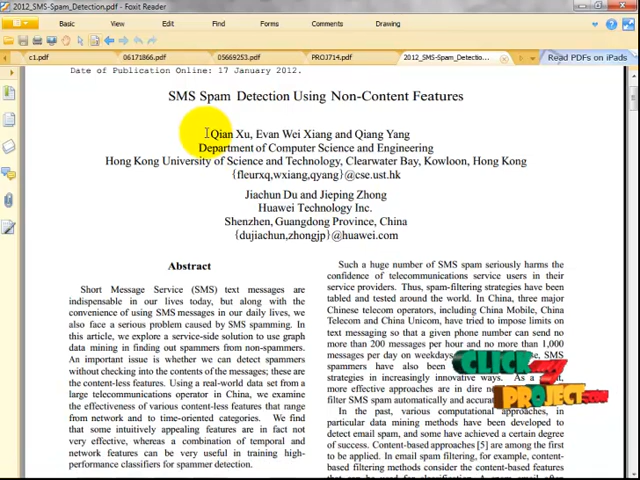 2012_SMS-Spam_Detection.pdf - Foxit Reader
Basic View Edit Forms Comments Drawing
c1.pdf 06171866.pdf 05669253.pdf PROJ714.pdf 2012_SMS-Spam_Detectio... Read PDFs on iPads
Date of Publication Online: 17 January 2012.
SMS Spam Detection Using Non-Content Features
Qian Xu, Evan Wei Xiang and Qiang Yang
Department of Computer Science and Engineering
Hong Kong University of Science and Technology, Clearwater Bay, Kowloon, Hong Kong
{fleurxq,wxiang,qyang}@cse.ust.hk
Jiachun Du and Jieping Zhong
Huawei Technology Inc.
Shenzhen, Guangdong Province, China
{dujiachun,zhongjp}@huawei.com
Abstract
Short Message Service (SMS) text messages are
indispensable in our lives today, but along with the
convenience of using SMS messages in our daily lives, we
also face a serious problem caused by SMS spamming. In
this article, we explore a service-side solution to use graph
data mining in finding out spammers from non-spammers.
An important issue is whether we can detect spammers
without checking into the contents of the messages; these are
the content-less features. Using a real-world data set from a
large telecommunications operator in China, we examine
the effectiveness of various content-less features that range
from network and to time-oriented categories. We find
that some intuitively appealing features are in fact not
very effective, whereas a combination of temporal and
network features can be very useful in training high-
performance classifiers for spammer detection.
Such a huge number of SMS spam seriously harms the
confidence of telecommunications service users in their
service providers. Thus, spam-filtering strategies have been
tabled and tested around the world. In China, three major
Chinese telecom operators, including China Mobile, China
Telecom and China Unicom, have tried to impose limits on
text messaging so that a given phone number can send no
more than 200 messages per hour and no more than 1,000
messages per day on weekdays SMS
spammers have also been
strategies in increasingly innovative ways. As a
more effective approaches are in dire
filter SMS spam automatically and
In the past, various computational approaches, in
particular data mining methods have been developed to
detect email spam, and some have achieved a certain degree
of success. Content-based approaches [5] are among the first
to be applied. In email spam filtering, for example, content-
based filtering methods consider the content-based features
CLICK my
PROJECT.com